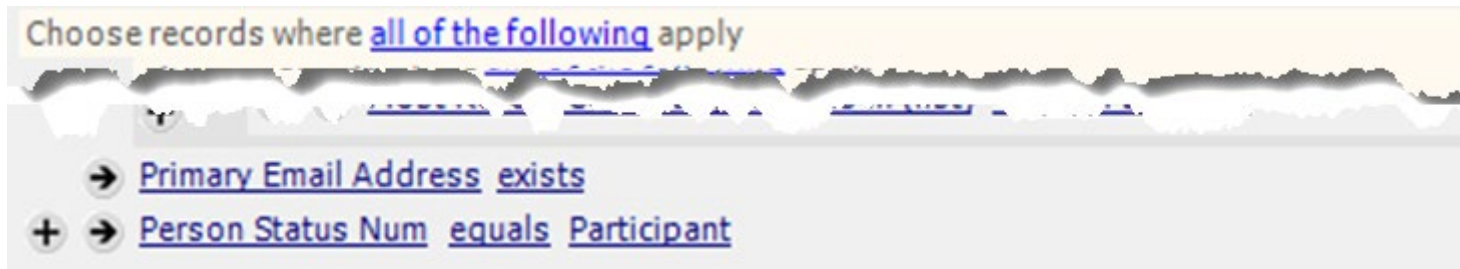 Choose records where all of the following apply
Primary Email Address exists
Person Status Num equals Participant